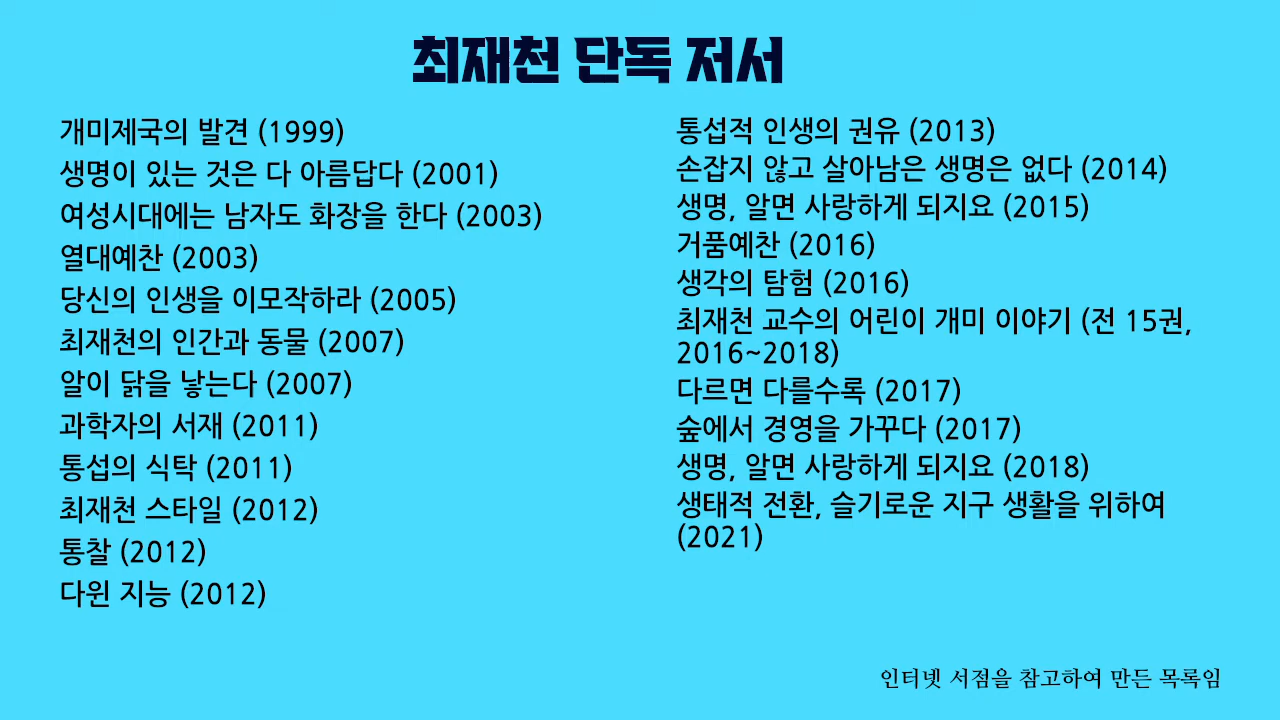 최재천 단독 저서
개미제국의 발견 (1999)
생명이 있는 것은 다 아름답다 (2001)
여성시대에는 남자도 화장을 한다 (2003)
열대예찬 (2003)
당신의 인생을 이모작하라 (2005)
최재천의 인간과 동물 (2007)
알이 닭을 낳는다 (2007)
과학자의 서재 (2011)
통섭의 식탁 (2011)
최재천 스타일 (2012)
통찰 (2012)
다윈 지능 (2012)
통섭적 인생의 권유 (2013)
손잡지 않고 살아남은 생명은 없다 (2014)
생명, 알면 사랑하게 되지요 (2015)
거품예찬 (2016)
생각의 탐험 (2016)
최재천 교수의 어린이 개미 이야기 (전 15권,
2016~2018)
다르면 다를수록 (2017)
숲에서 경영을 가꾸다 (2017)
생명, 알면 사랑하게 되지요 (2018)
생태적 전환, 슬기로운 지구 생활을 위하여
(2021)
인터넷 서점을 참고하여 만든 목록임